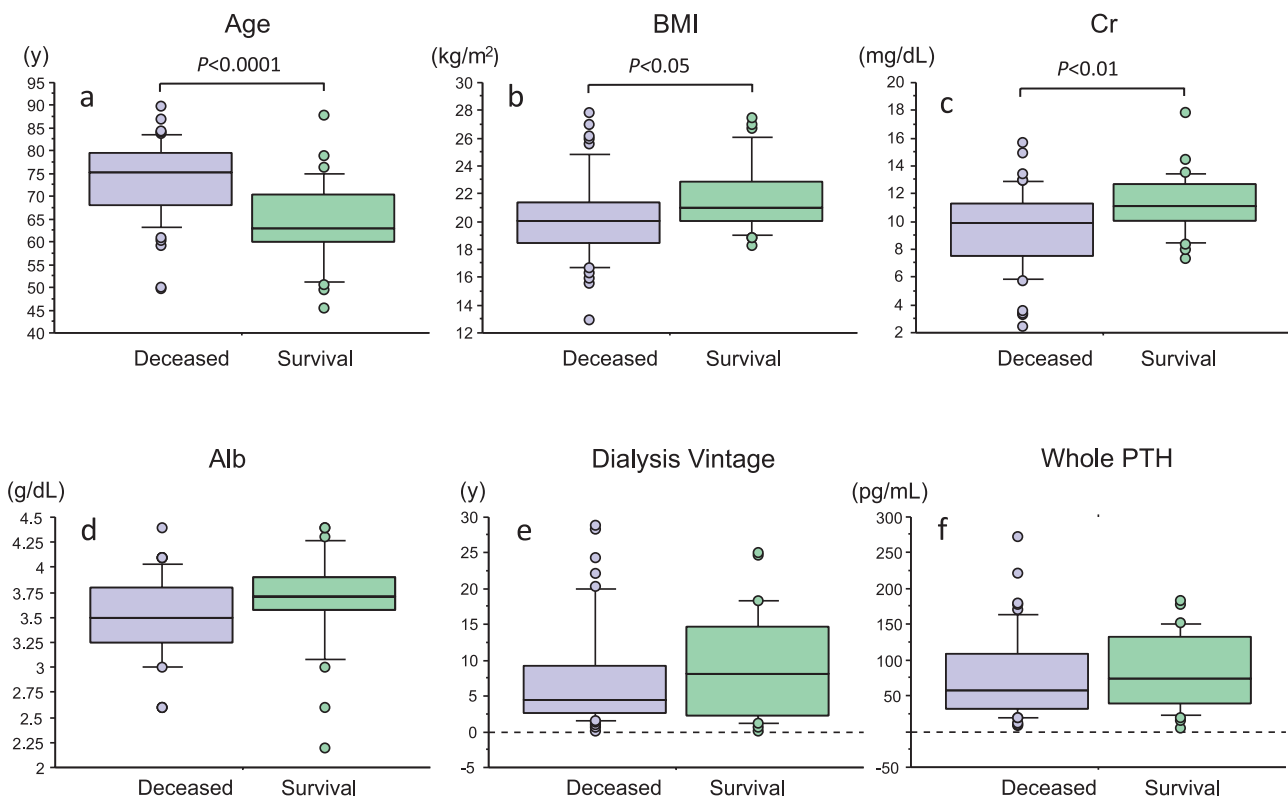 Age
(y)
P<0.0001
a
95
90
85
80
75
70
65
60
55
50
45
40
Deceased Survival
BMI
(kg/m²)
P<0.05
b
30
28
26
24
22
20
18
16
14
12
Deceased Survival
Cr
(mg/dL)
P<0.01
c
20
18
16
14
12
10
8
6
4
2
Deceased Survival
Alb
(g/dL)
d
4.5
4.25
4
3.75
3.5
3.25
3
2.75
2.5
2.25
2
Deceased Survival
Dialysis Vintage
(y)
e
30
25
20
15
10
5
0
-5
Deceased Survival
Whole PTH
(pg/mL)
f
300
250
200
150
100
50
0
-50
Deceased Survival